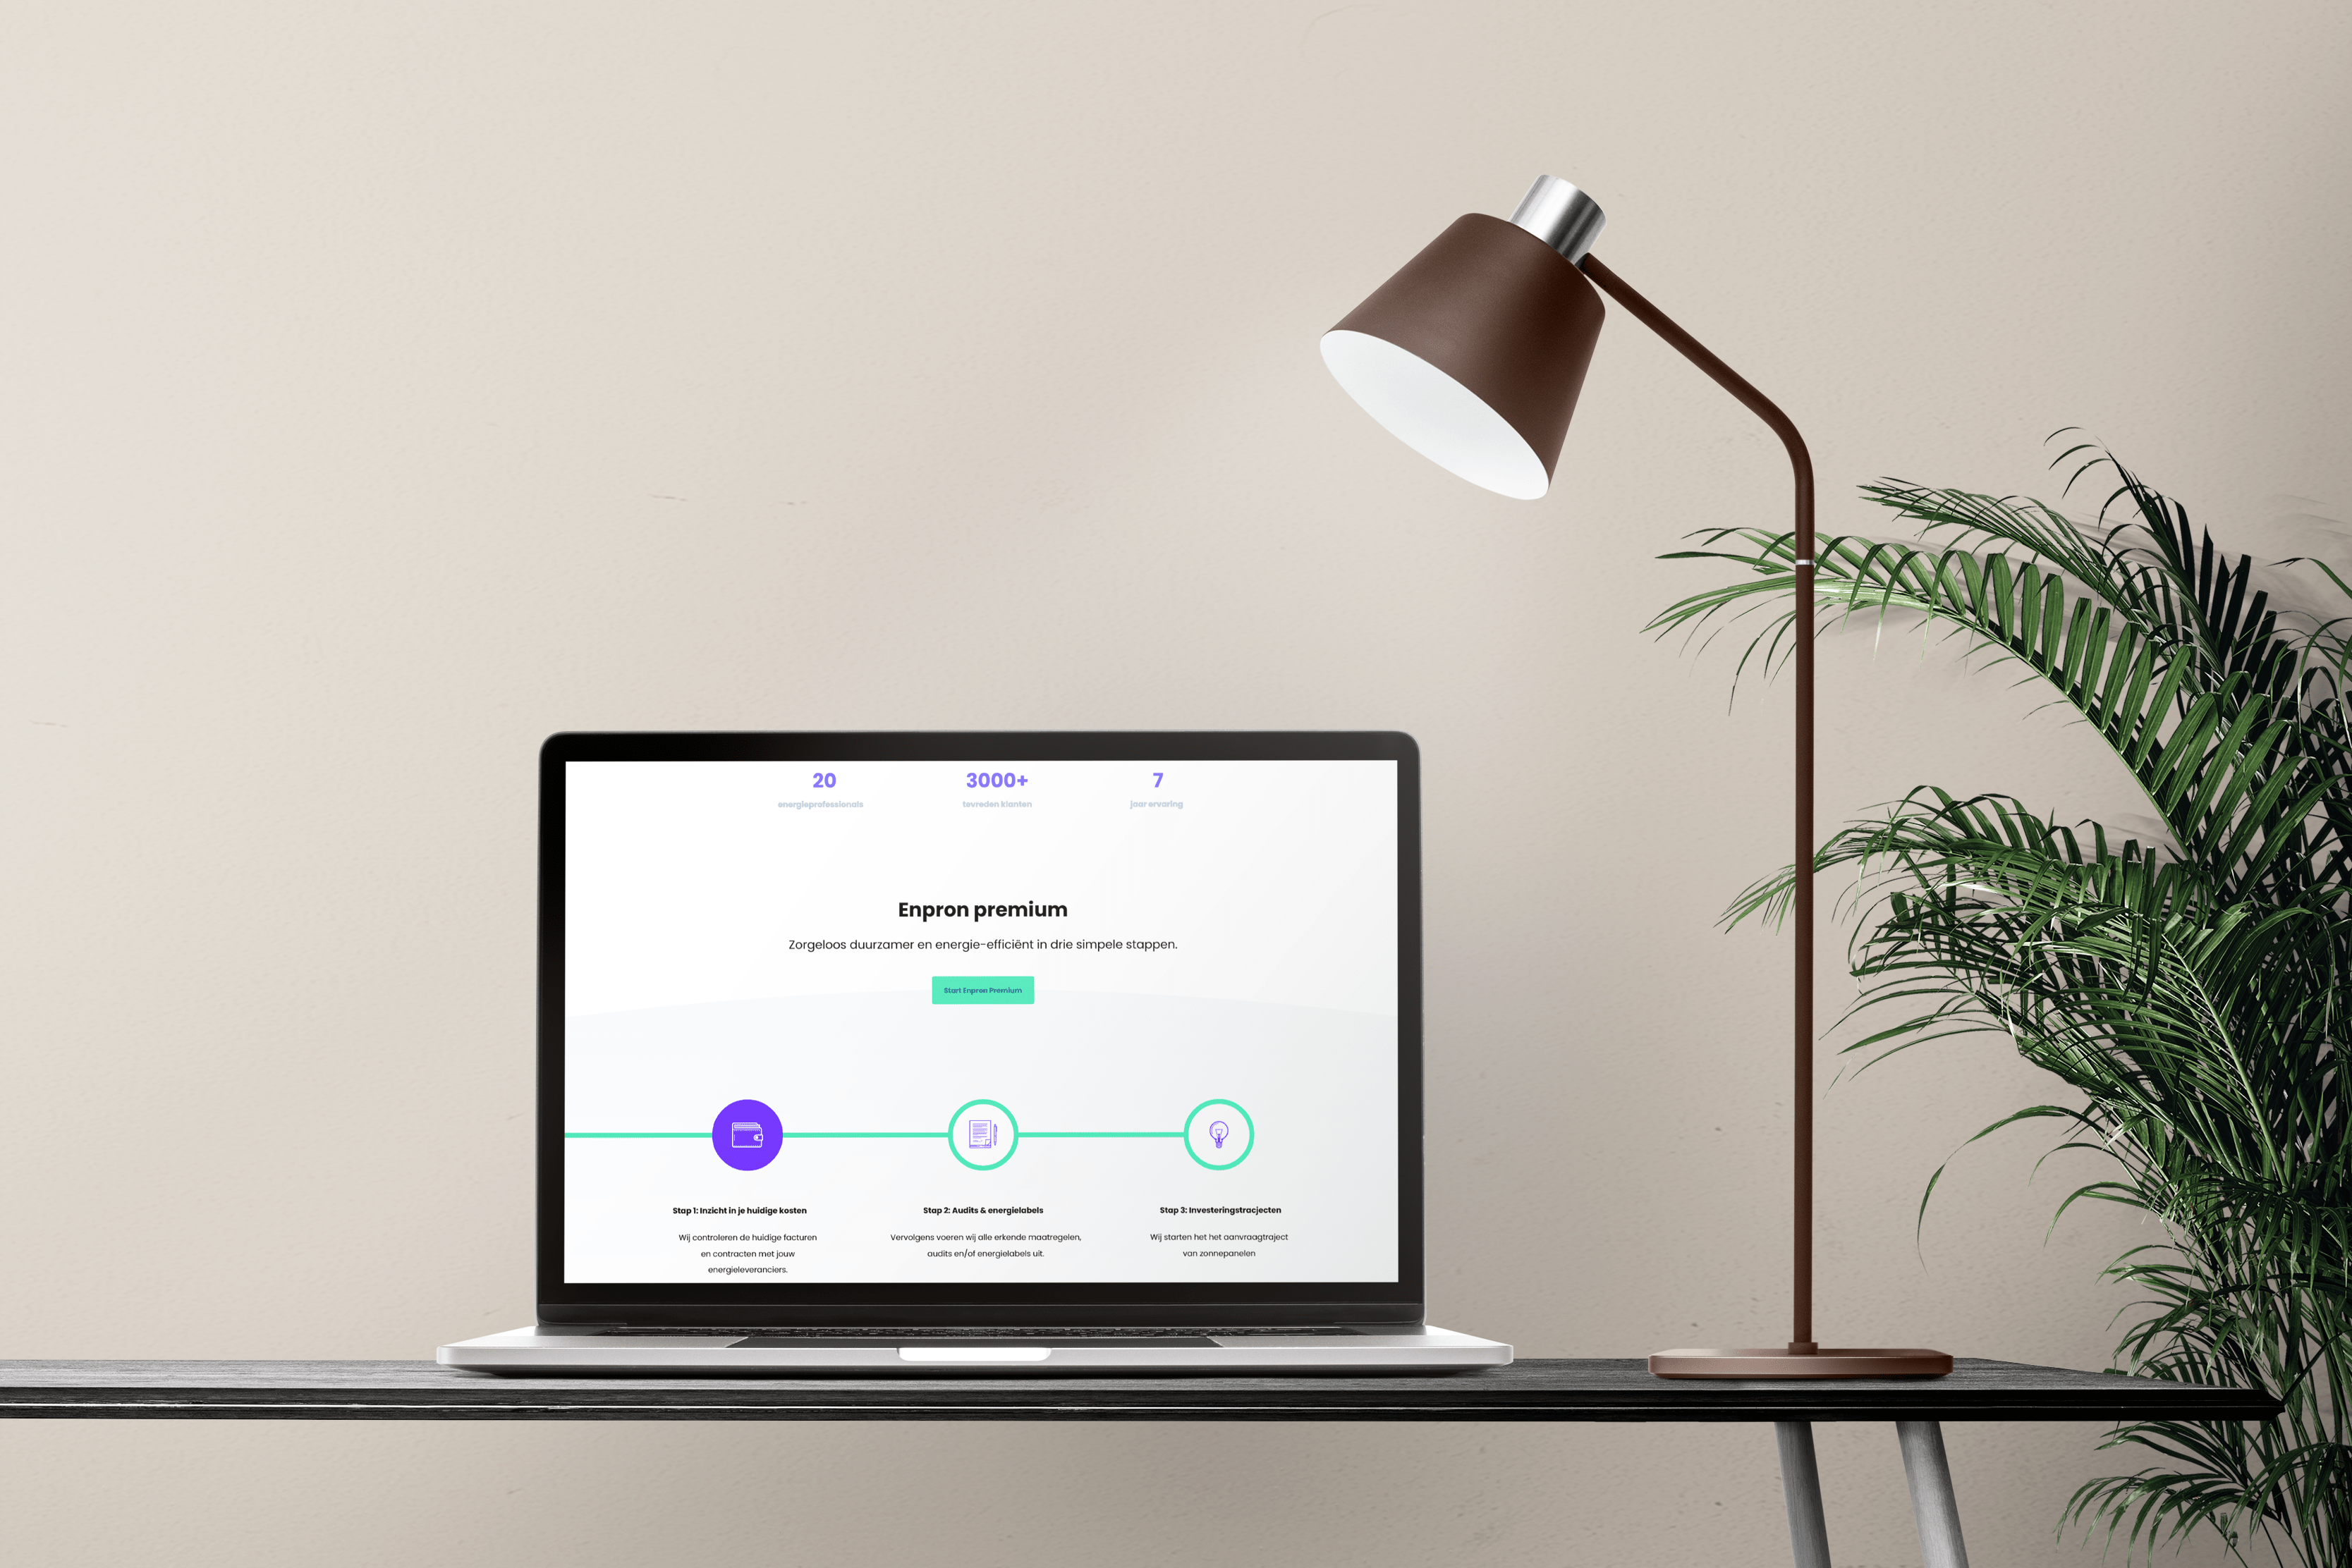 20 3000+ 7
energieprofessionals tevreden klanten jaar ervaring
Enpron premium
Zorgeloos duurzamer en energie-efficiënt in drie simpele stappen.
Start Enpron Premium
Stap 1: Inzicht in je huidige kosten
Wij controleren de huidige facturen
en contracten met jouw
energieleveranciers.
Stap 2: Audits & energielabels
Vervolgens voeren wij alle erkende maatregelen,
audits en/of energielabels uit.
Stap 3: Investeringstracjecten
Wij starten het het aanvraagtraject
van zonnepanelen